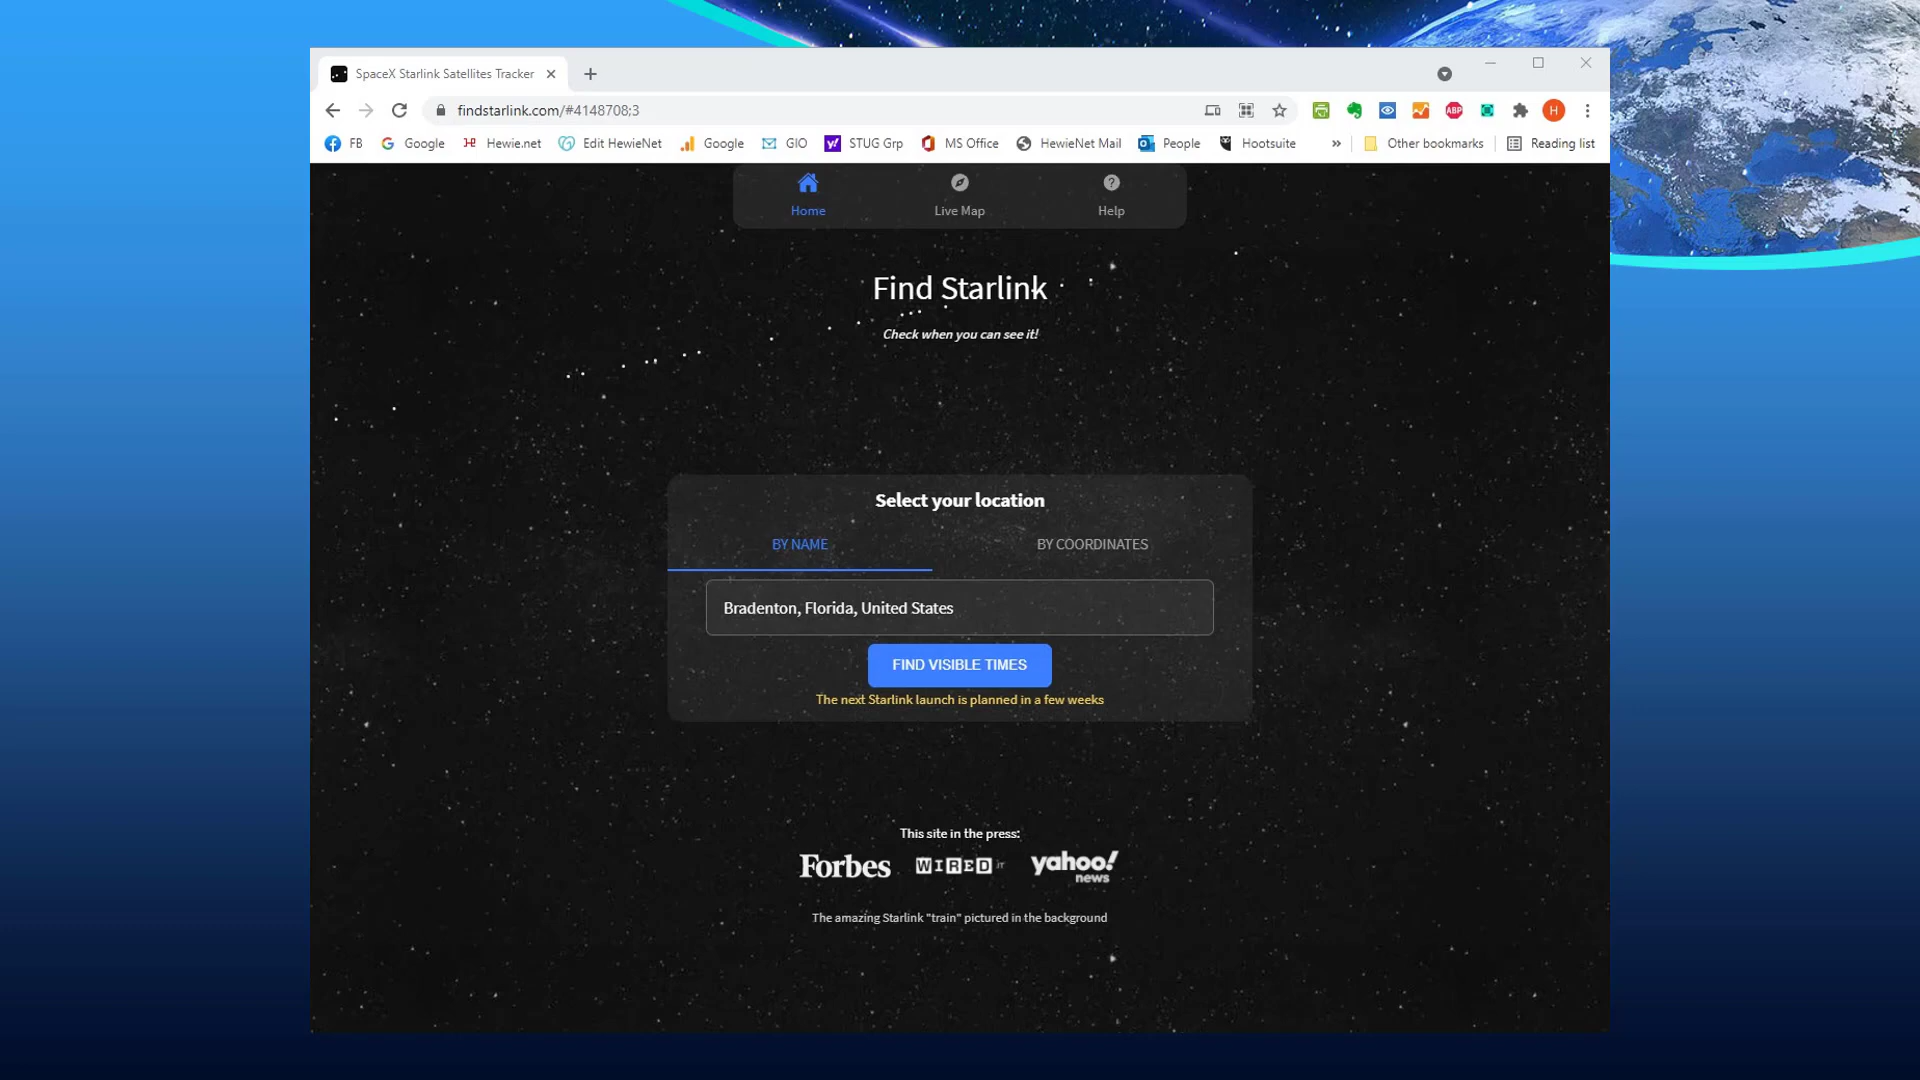 SpaceX Starlink Satellites Tracker
findstarlink.com/#4148708;3
ABP
H
FB
Google
Hewie.net
Edit HewieNet
Google
GIO
STUG Grp
MS Office
HewieNet Mail
People
Hootsuite
»
Other bookmarks
Reading list
Home
Live Map
Help
Find Starlink
Check when you can see it!
Select your location
BY NAME
BY COORDINATES
Bradenton, Florida, United States
FIND VISIBLE TIMES
The next Starlink launch is planned in a few weeks
This site in the press:
Forbes
WIRED.IT
yahoo!
news
The amazing Starlink "train" pictured in the background